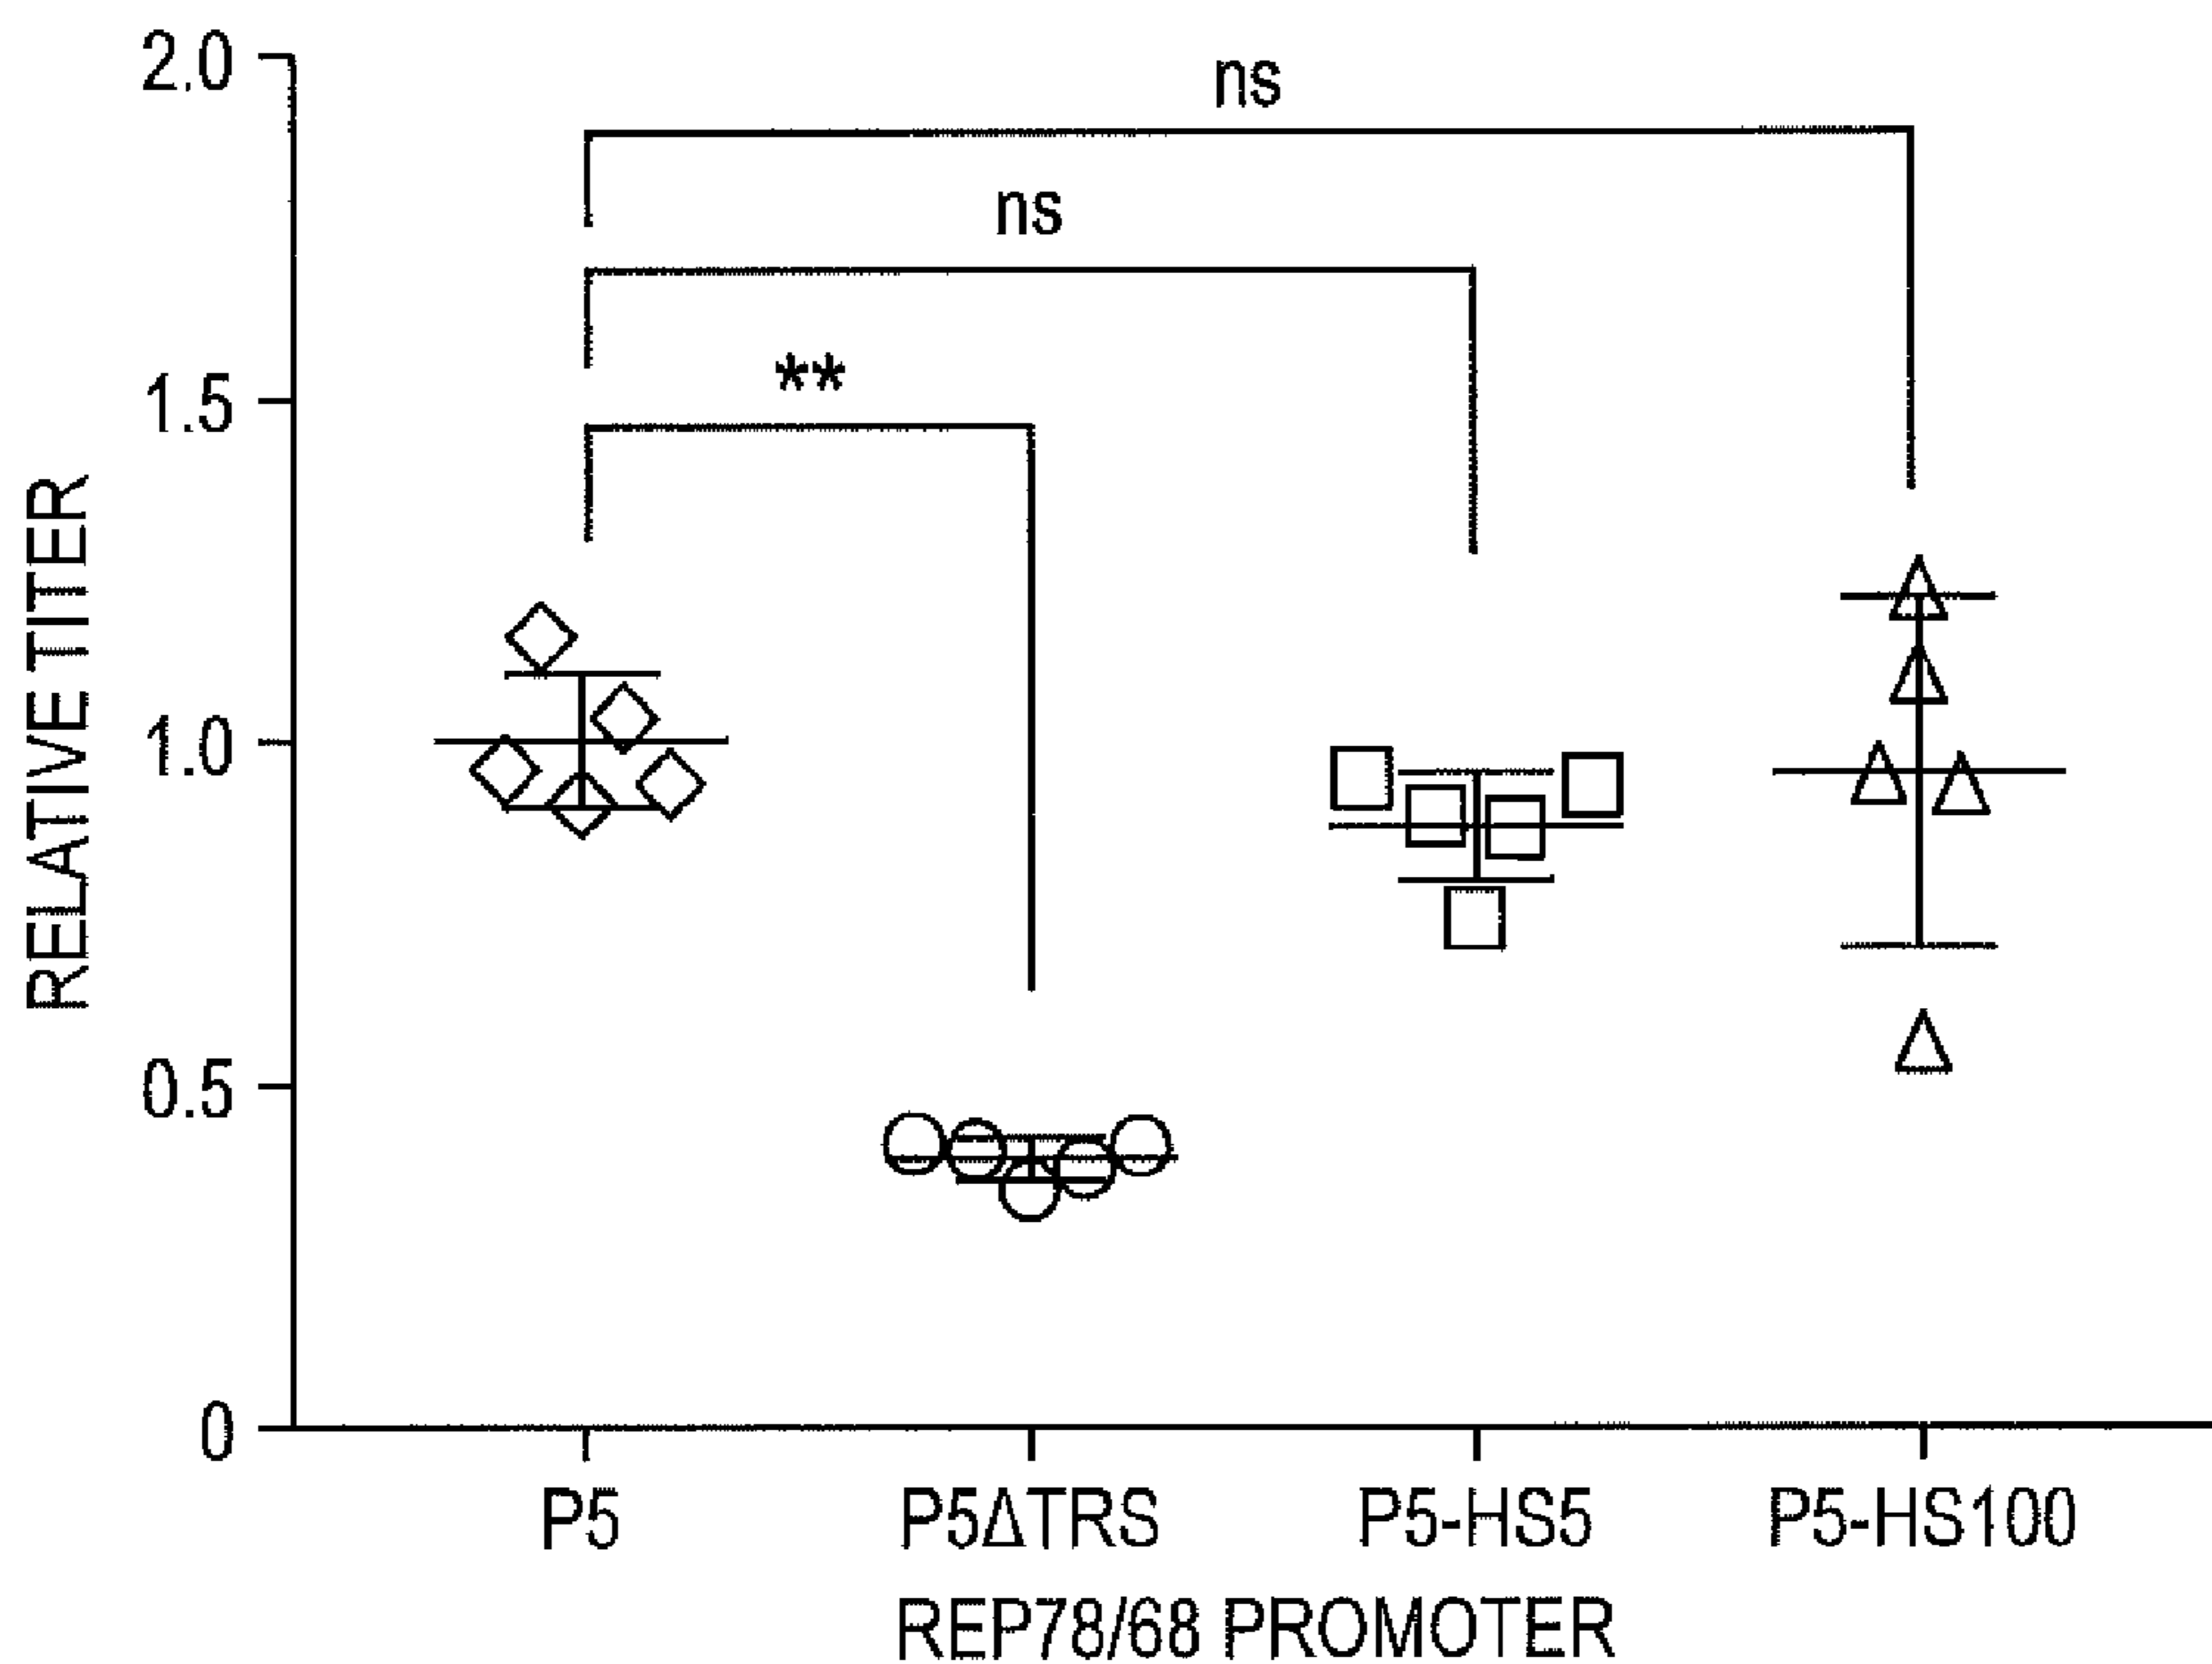 2.0
1.5
1.0
0.5
0
RELATIVE TITER
ns
ns
**
P5
P5ΔTRS
P5-HS5
P5-HS100
REP78/68 PROMOTER